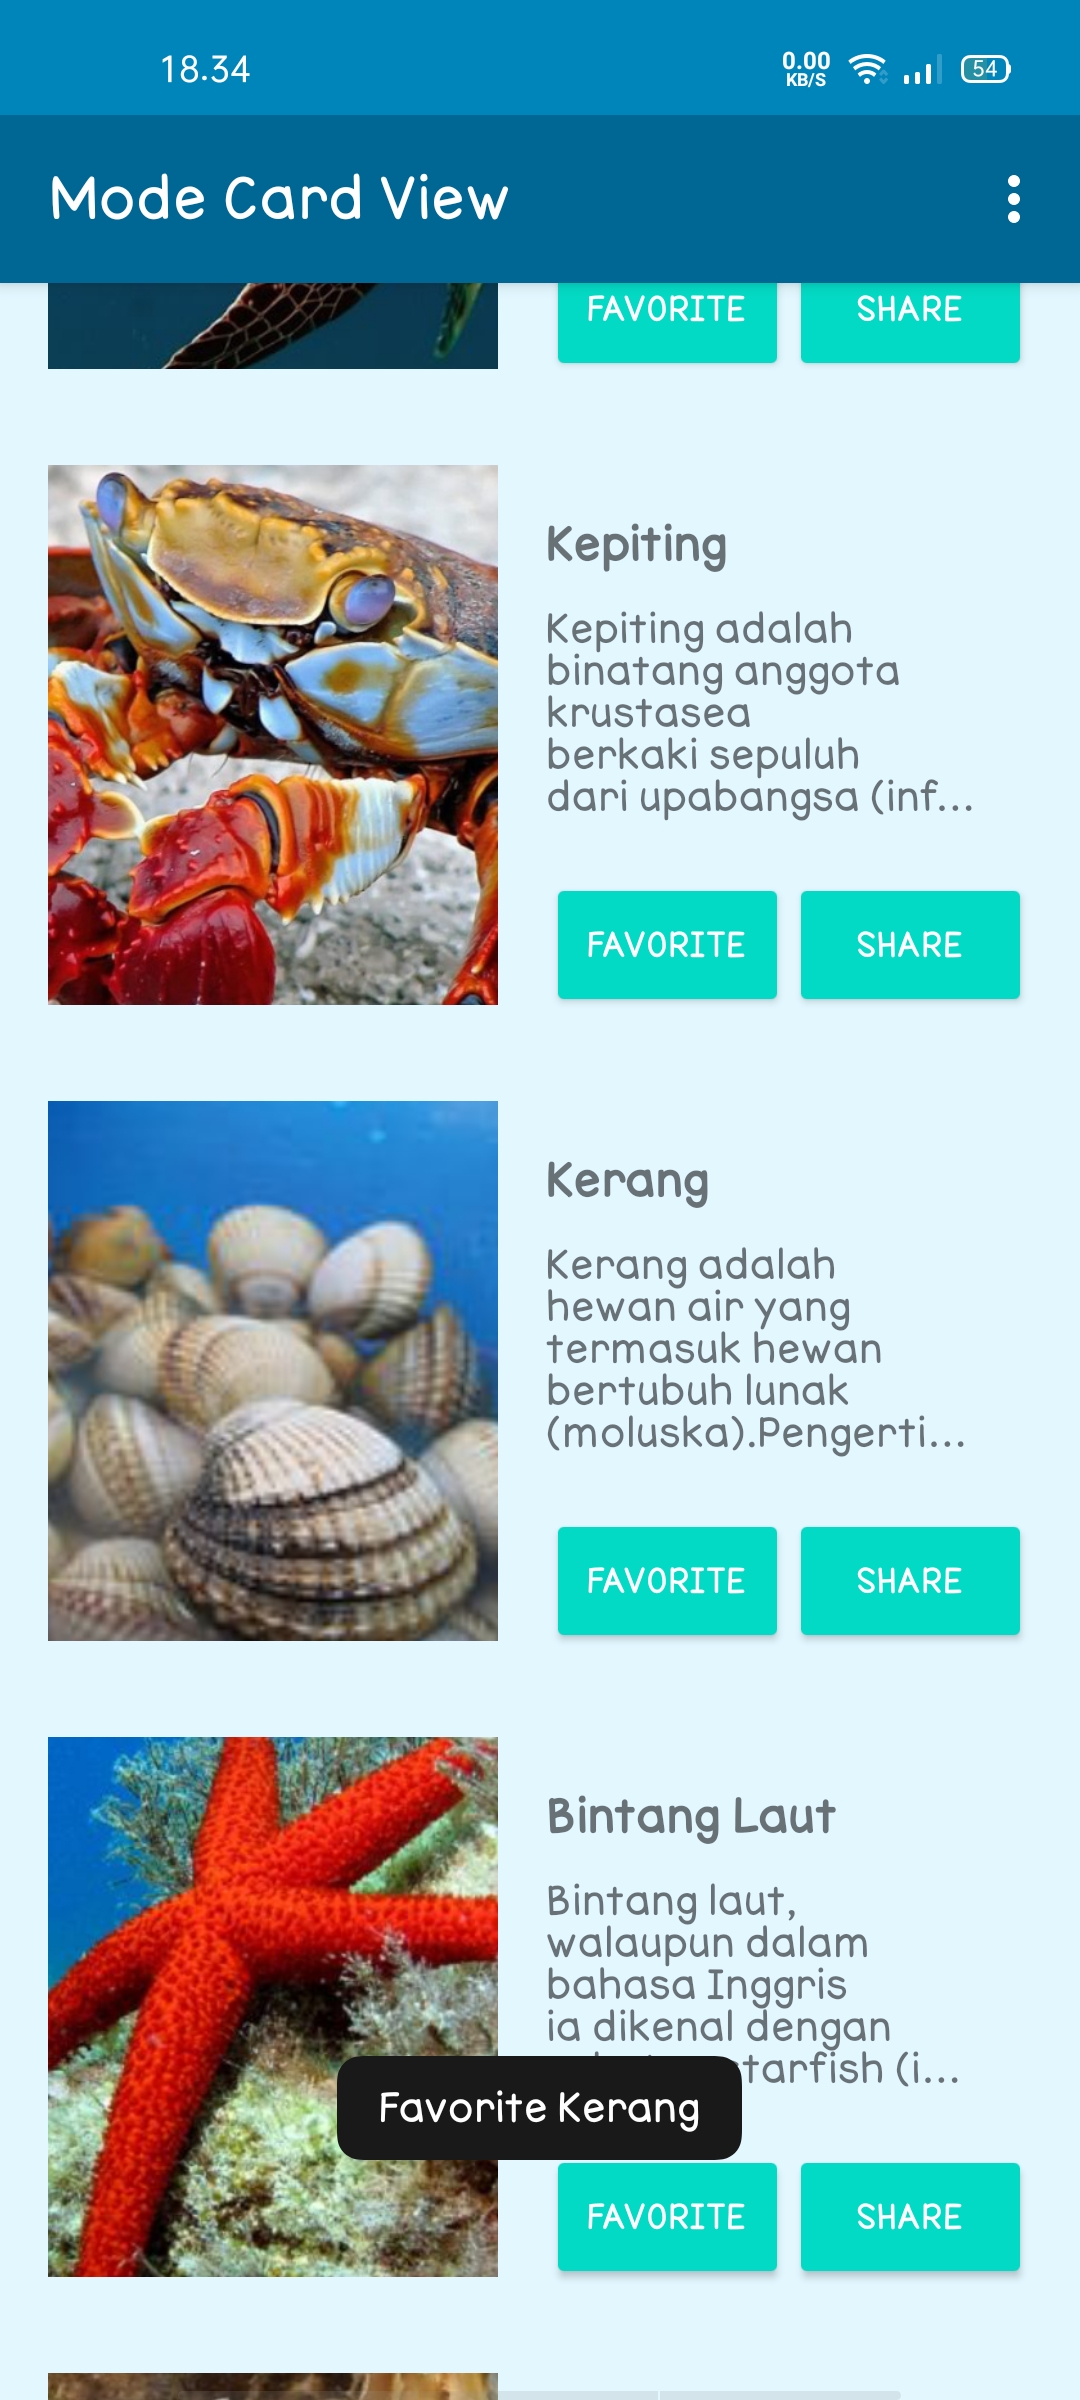 18.34
0.00
KB/S
54
Mode Card View
FAVORITE
SHARE
Kepiting
Kepiting adalah
binatang anggota
krustasea
berkaki sepuluh
dari upabangsa (inf...
FAVORITE
SHARE
Kerang
Kerang adalah
hewan air yang
termasuk hewan
bertubuh lunak
(moluska).Pengerti...
FAVORITE
SHARE
Bintang Laut
Bintang laut,
walaupun dalam
bahasa Inggris
ia dikenal dengan
tarfish (i...
Favorite Kerang
FAVORITE
SHARE